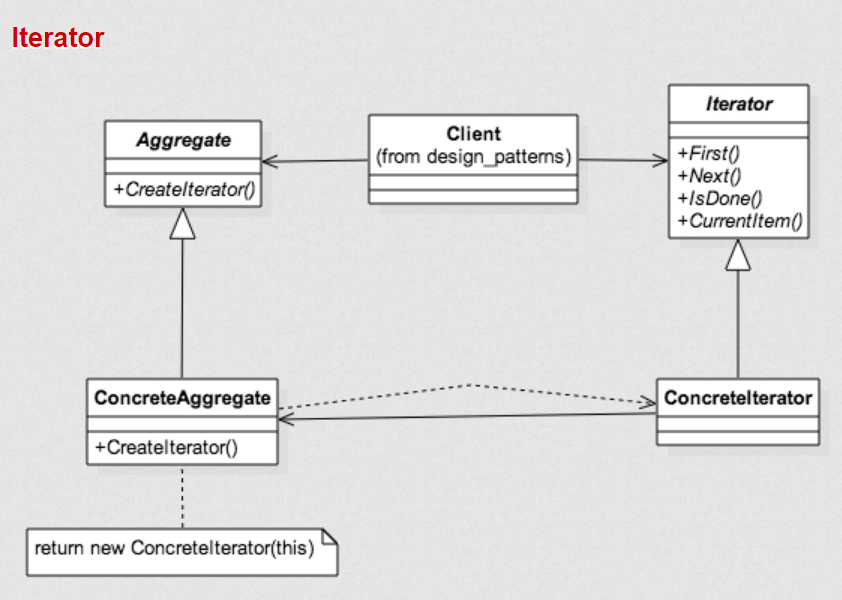 Iterator
Aggregate
+CreateIterator()
Client
(from design_patterns)
Iterator
+First()
+Next()
+IsDone()
+CurrentItem()
ConcreteAggregate
+CreateIterator()
ConcreteIterator
return new ConcreteIterator(this)